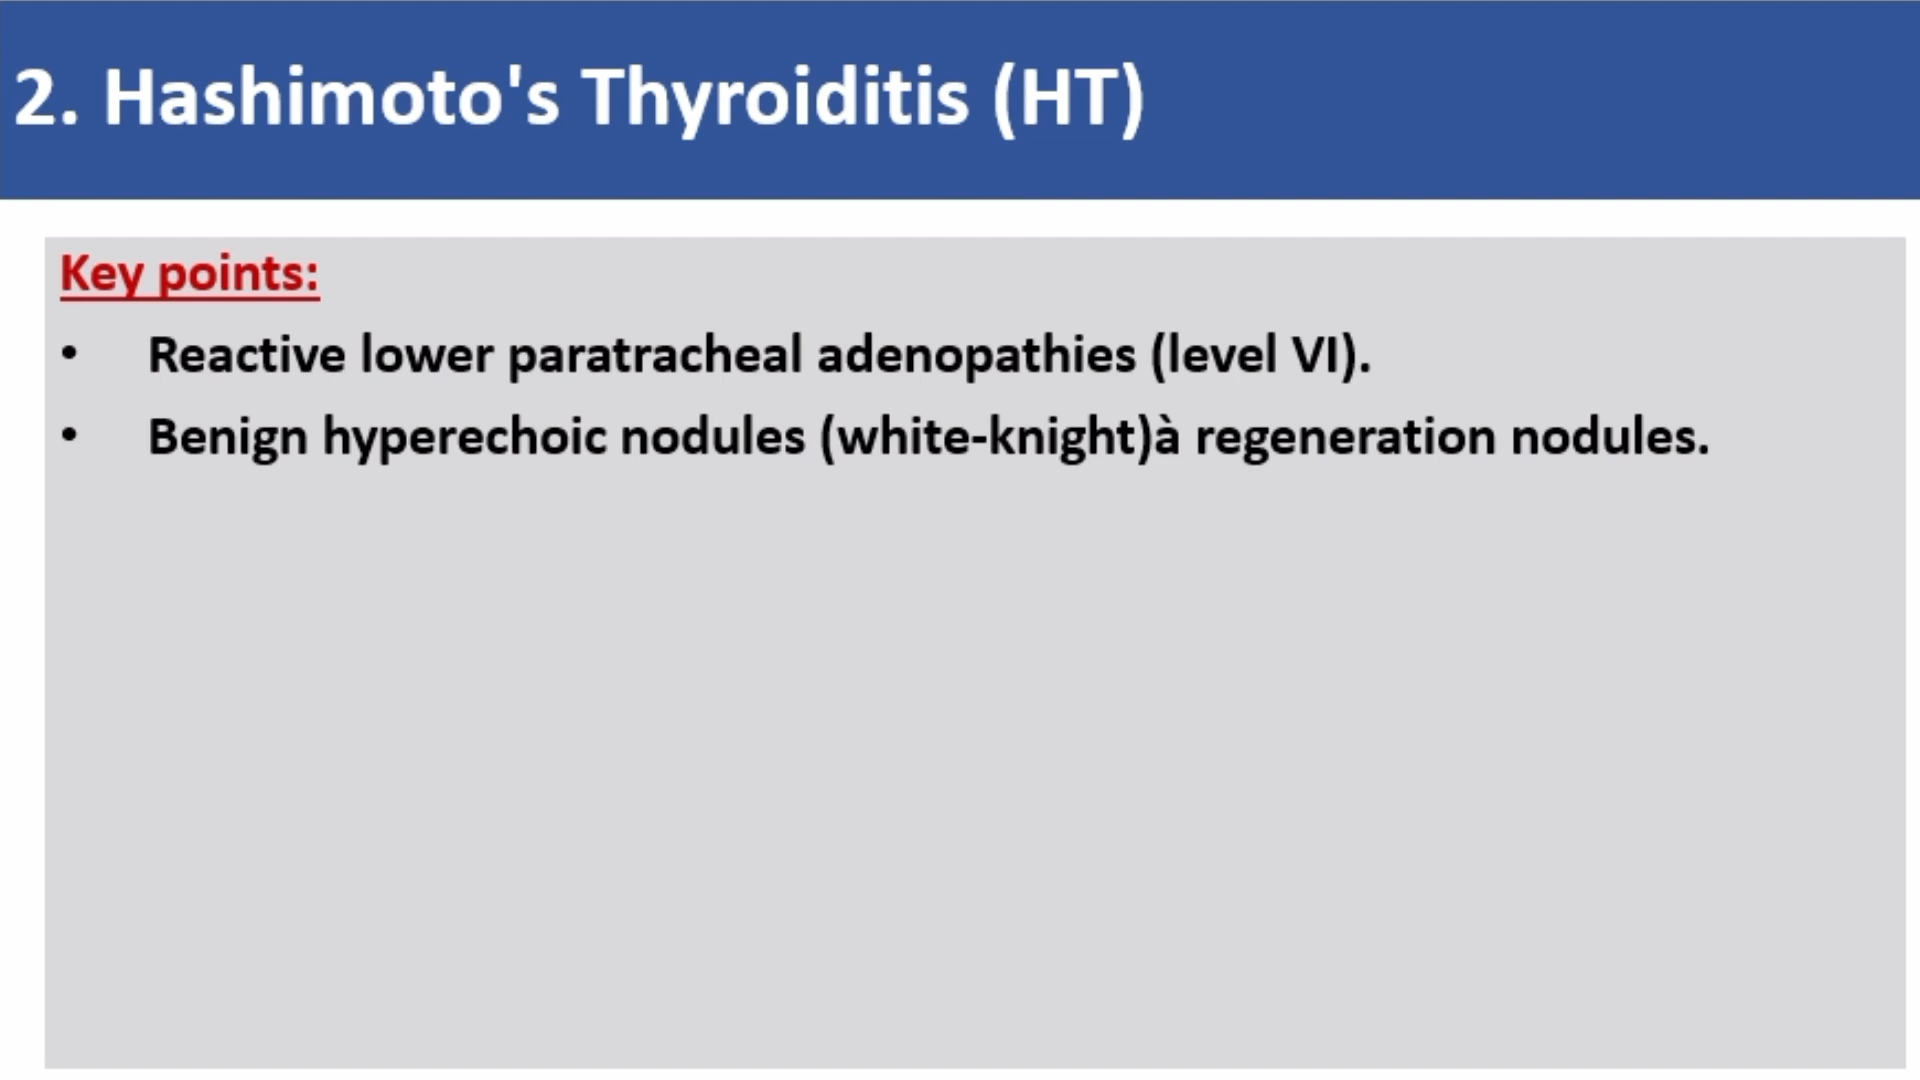 2. Hashimoto's Thyroiditis (HT)
Key points:
• Reactive lower paratracheal adenopathies (level VI).
• Benign hyperechoic nodules (white-knight)à regeneration nodules.